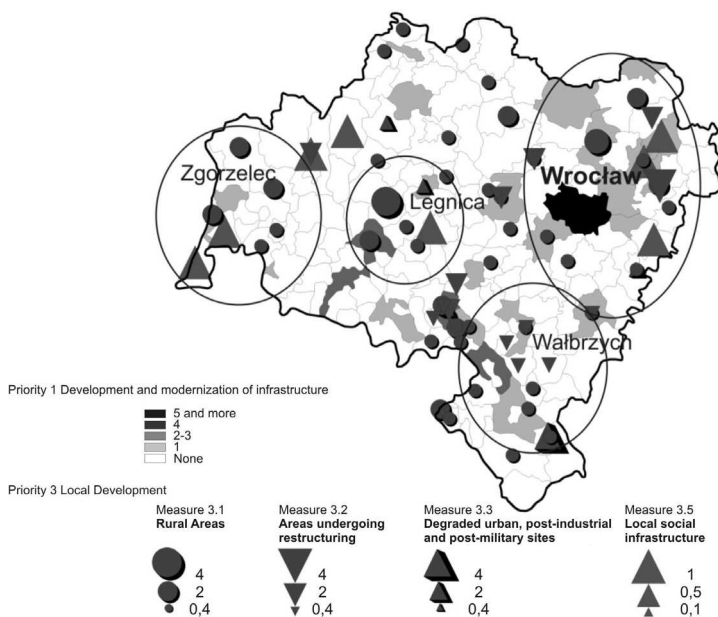 Zgorzelec
Legnica
Wrocław
Wałbrzych
Priority 1 Development and modernization of infrastructure
5 and more
4
2-3
1
None
Priority 3 Local Development
Measure 3.1
Rural Areas
4
2
0,4
Measure 3.2
Areas undergoing
restructuring
4
2
0,4
Measure 3.3
Degraded urban, post-industrial
and post-military sites
4
2
0,4
Measure 3.5
Local social
infrastructure
1
0,5
0,1